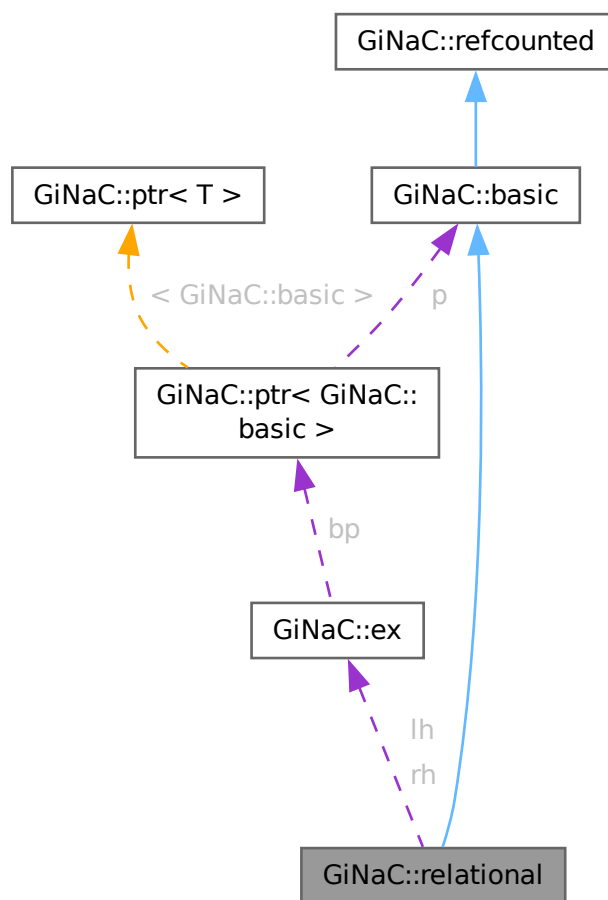 GiNaC::refcounted
GiNaC::ptr< T >
GiNaC::basic
< GiNaC::basic >
p
GiNaC::ptr< GiNaC::
basic >
bp
GiNaC::ex
lh
rh
GiNaC::relational